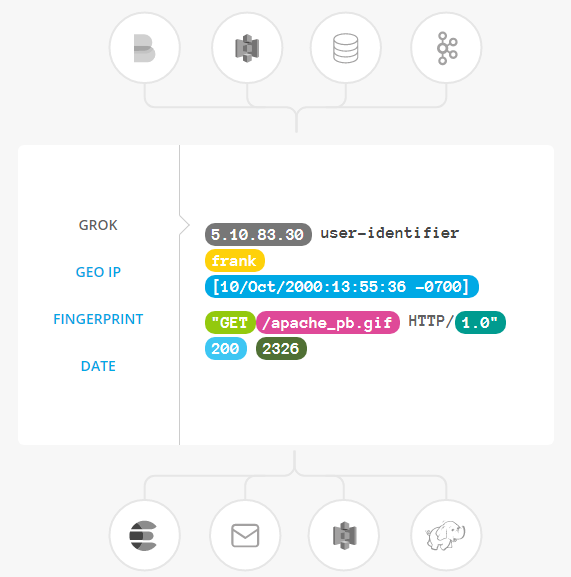 GROK
GEO IP
FINGERPRINT
DATE
5.10.83.30 user-identifier
frank
[10/Oct/2000:13:55:36 -0700]
"GET /apache_pb.gif HTTP/1.0"
200 2326